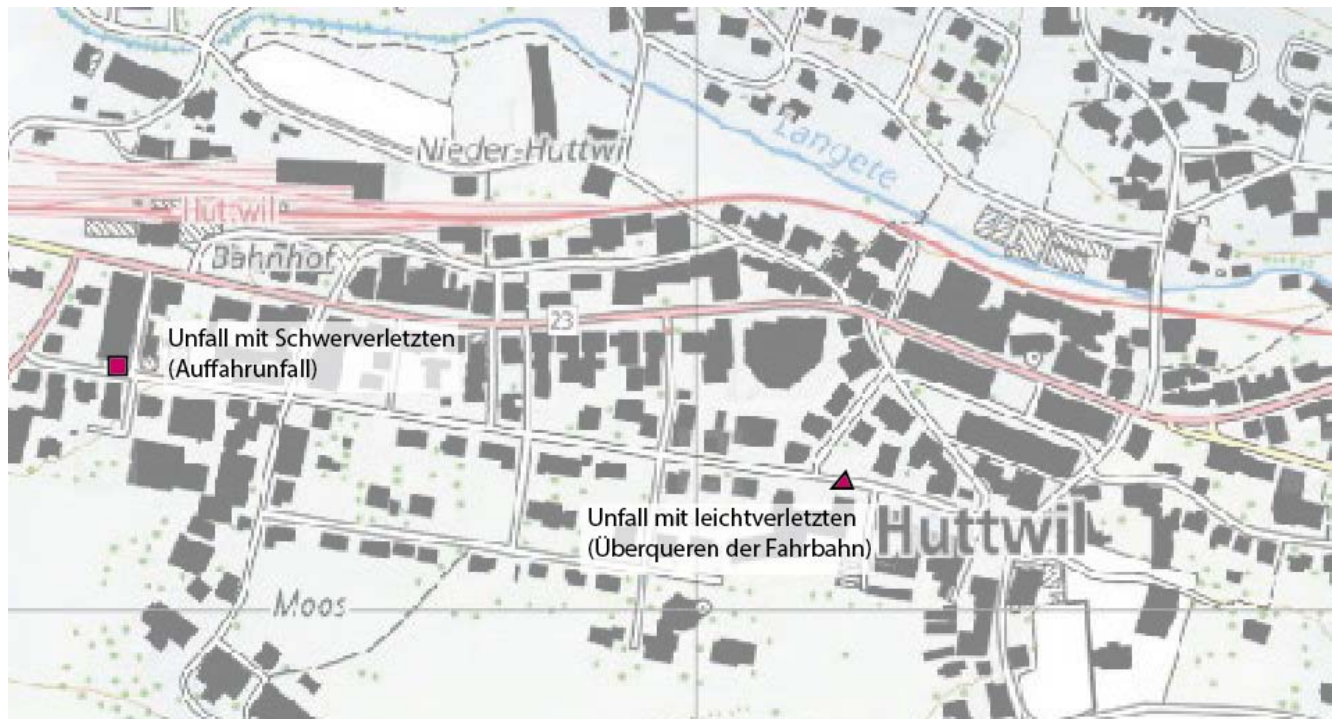 Langete
Nieder-Huttwil
Huttwil
Bahnhof
23
Unfall mit Schwerverletzten
(Auffahrunfall)
Unfall mit leichtverletzten
(Überqueren der Fahrbahn)
Huttwil
Moos